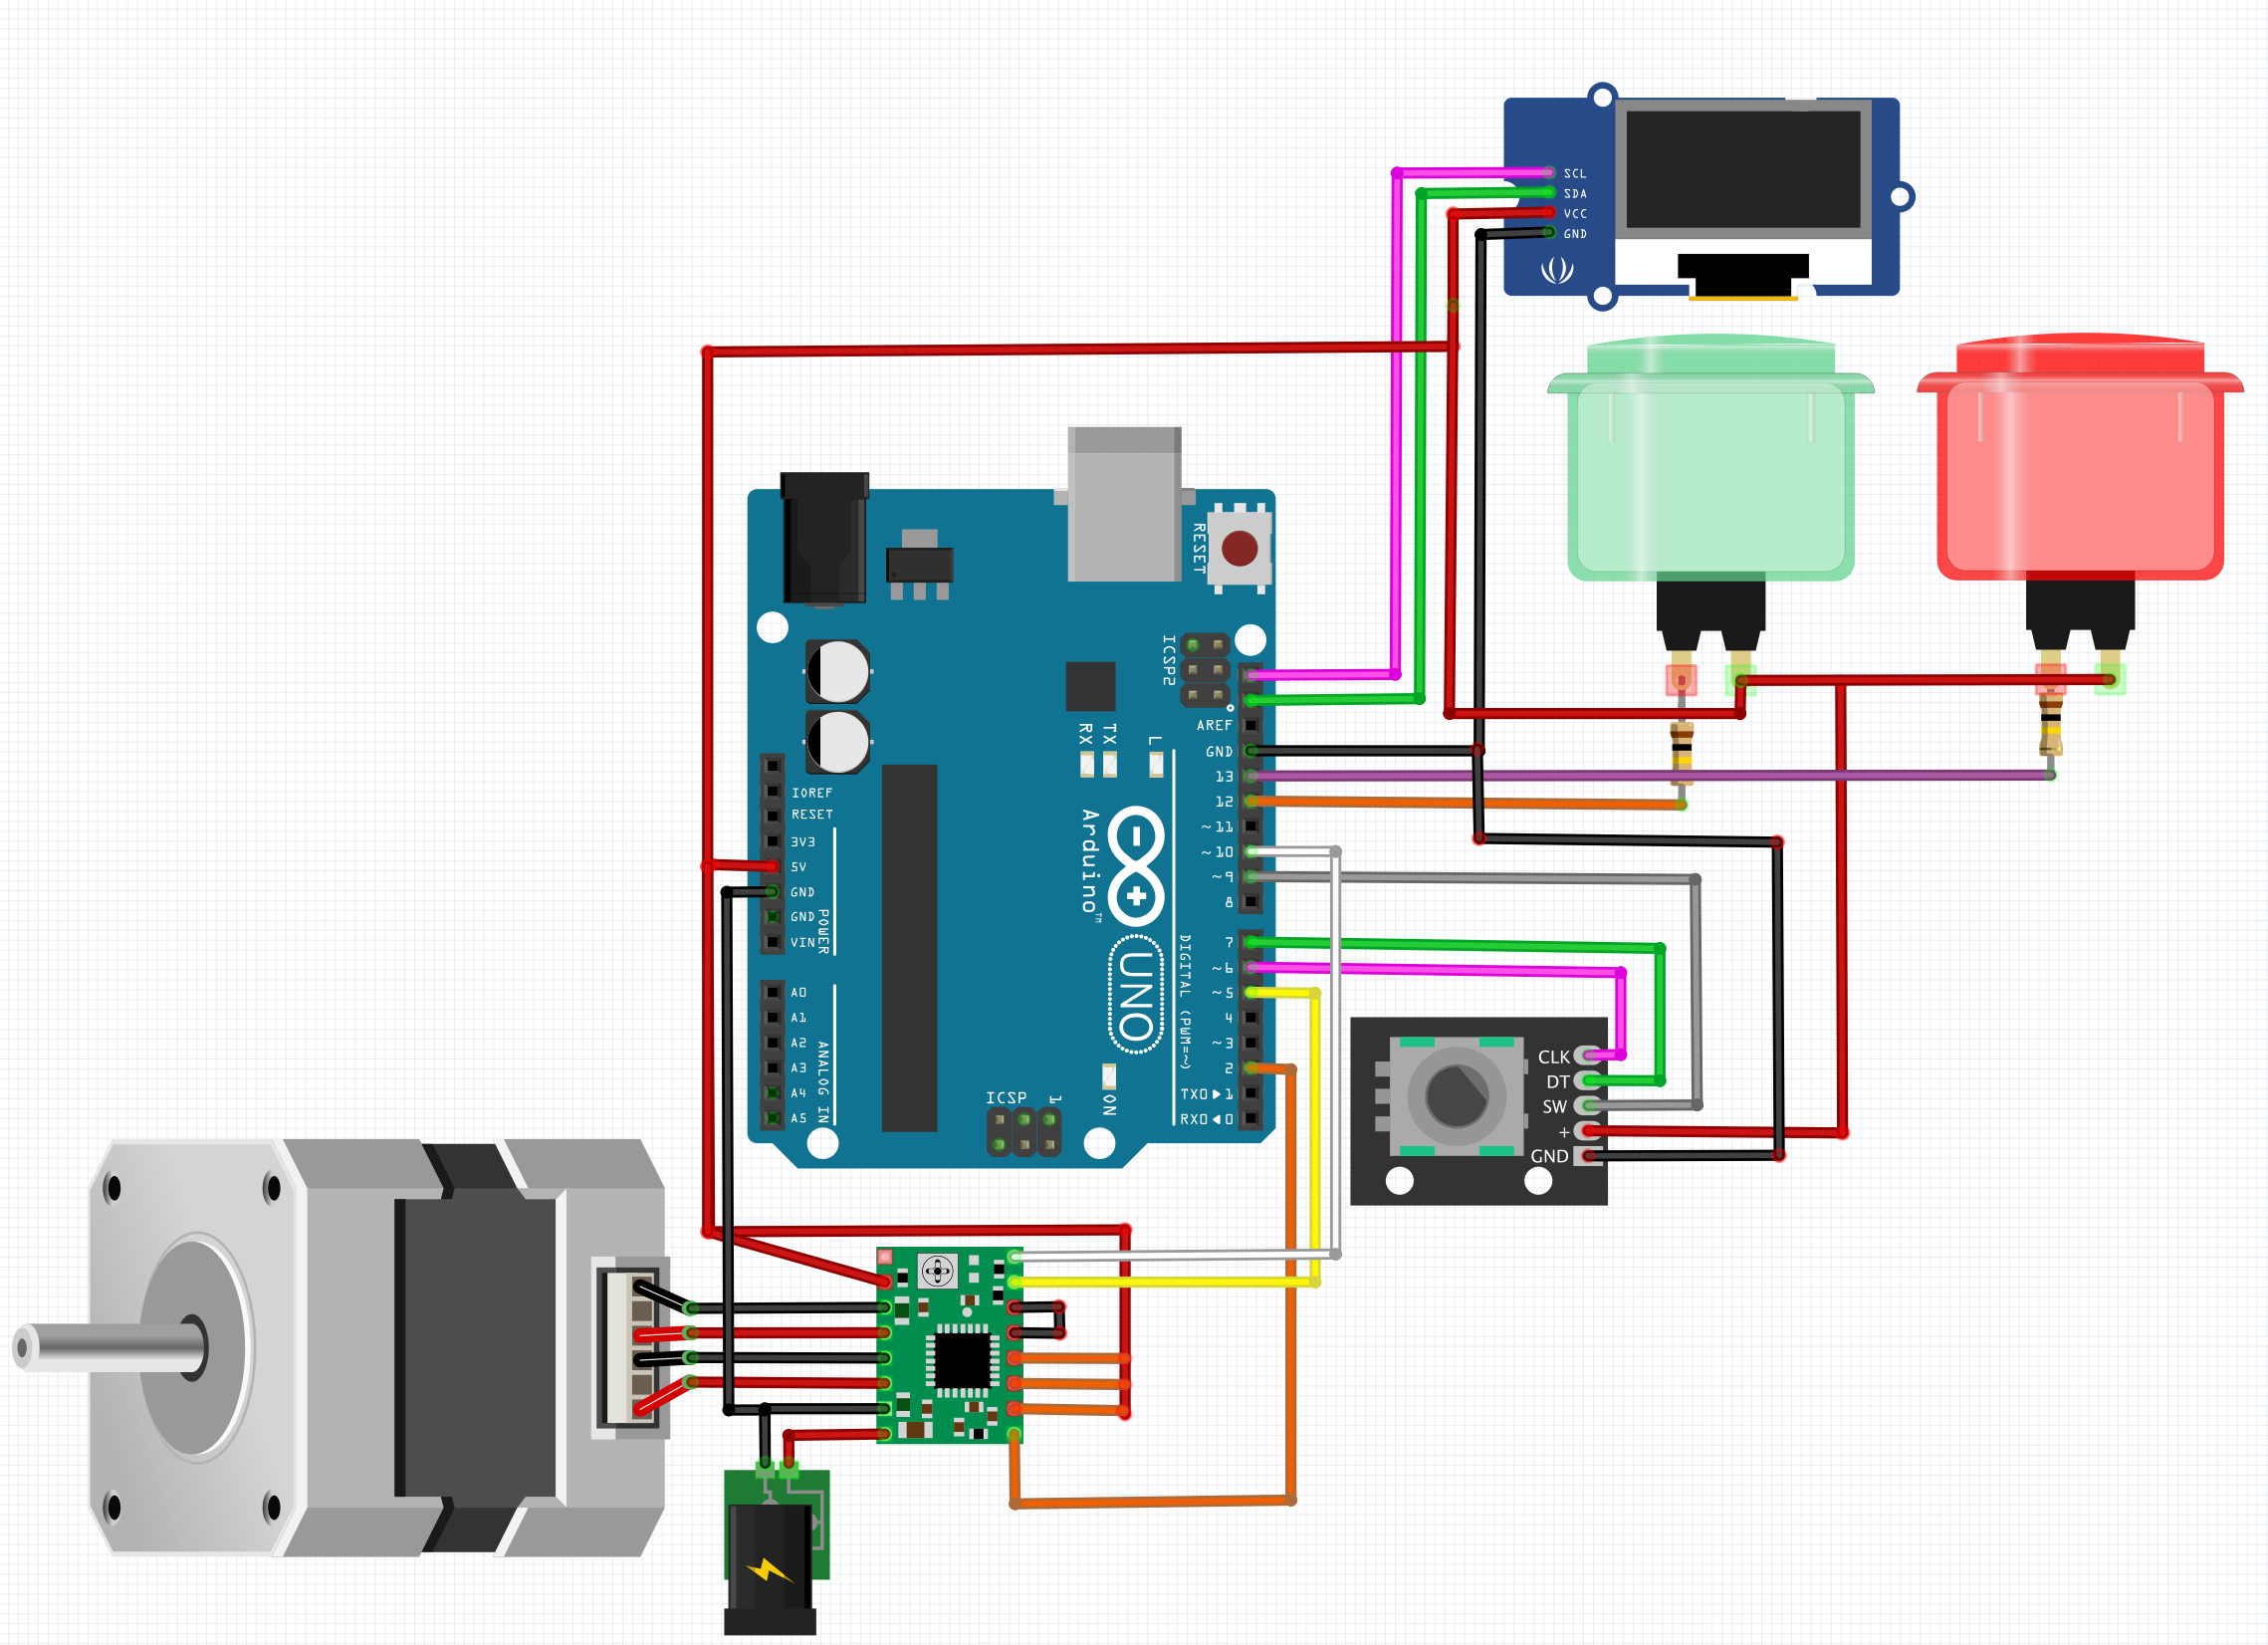 SCL
SDA
VCC
GND
RESET
ICSP2
AREF
GND
13
12
~11
~10
~9
8
7
~6
~5
4
~3
2
TX0▶1
RX0◀0
RX
TX
L
IOREF
RESET
3V3
5V
GND
GND
VIN
POWER
A0
A1
A2
A3
A4
A5
ANALOG IN
Arduino™
UNO
DIGITAL (PWM=~)
ON
ICSP
1
CLK
DT
SW
+
GND